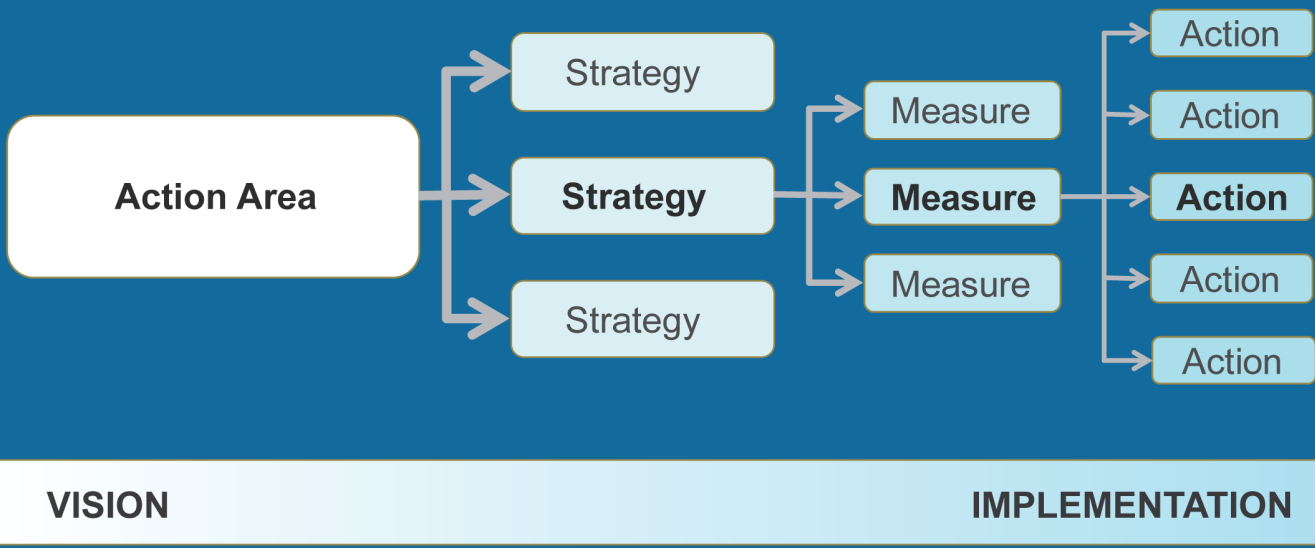 Action Area
Strategy
Strategy
Strategy
Measure
Measure
Measure
Action
Action
Action
Action
Action
VISION
IMPLEMENTATION